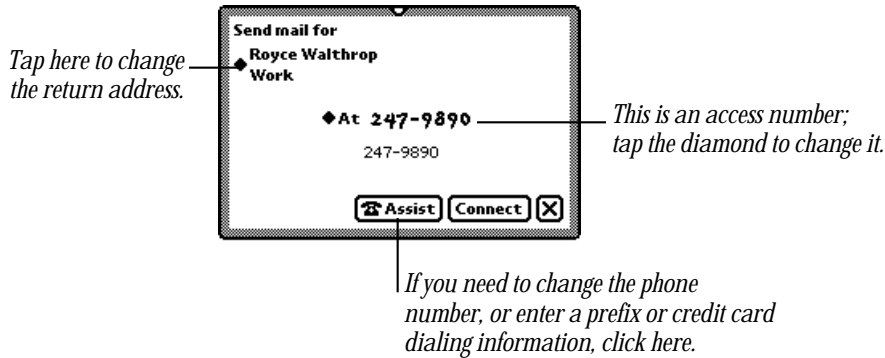 Send mail for
Royce Walthrop
Work
Tap here to change
the return address.
At 247-9890
This is an access number;
tap the diamond to change it.
247-9890
Assist Connect X
If you need to change the phone
number, or enter a prefix or credit card
dialing information, click here.